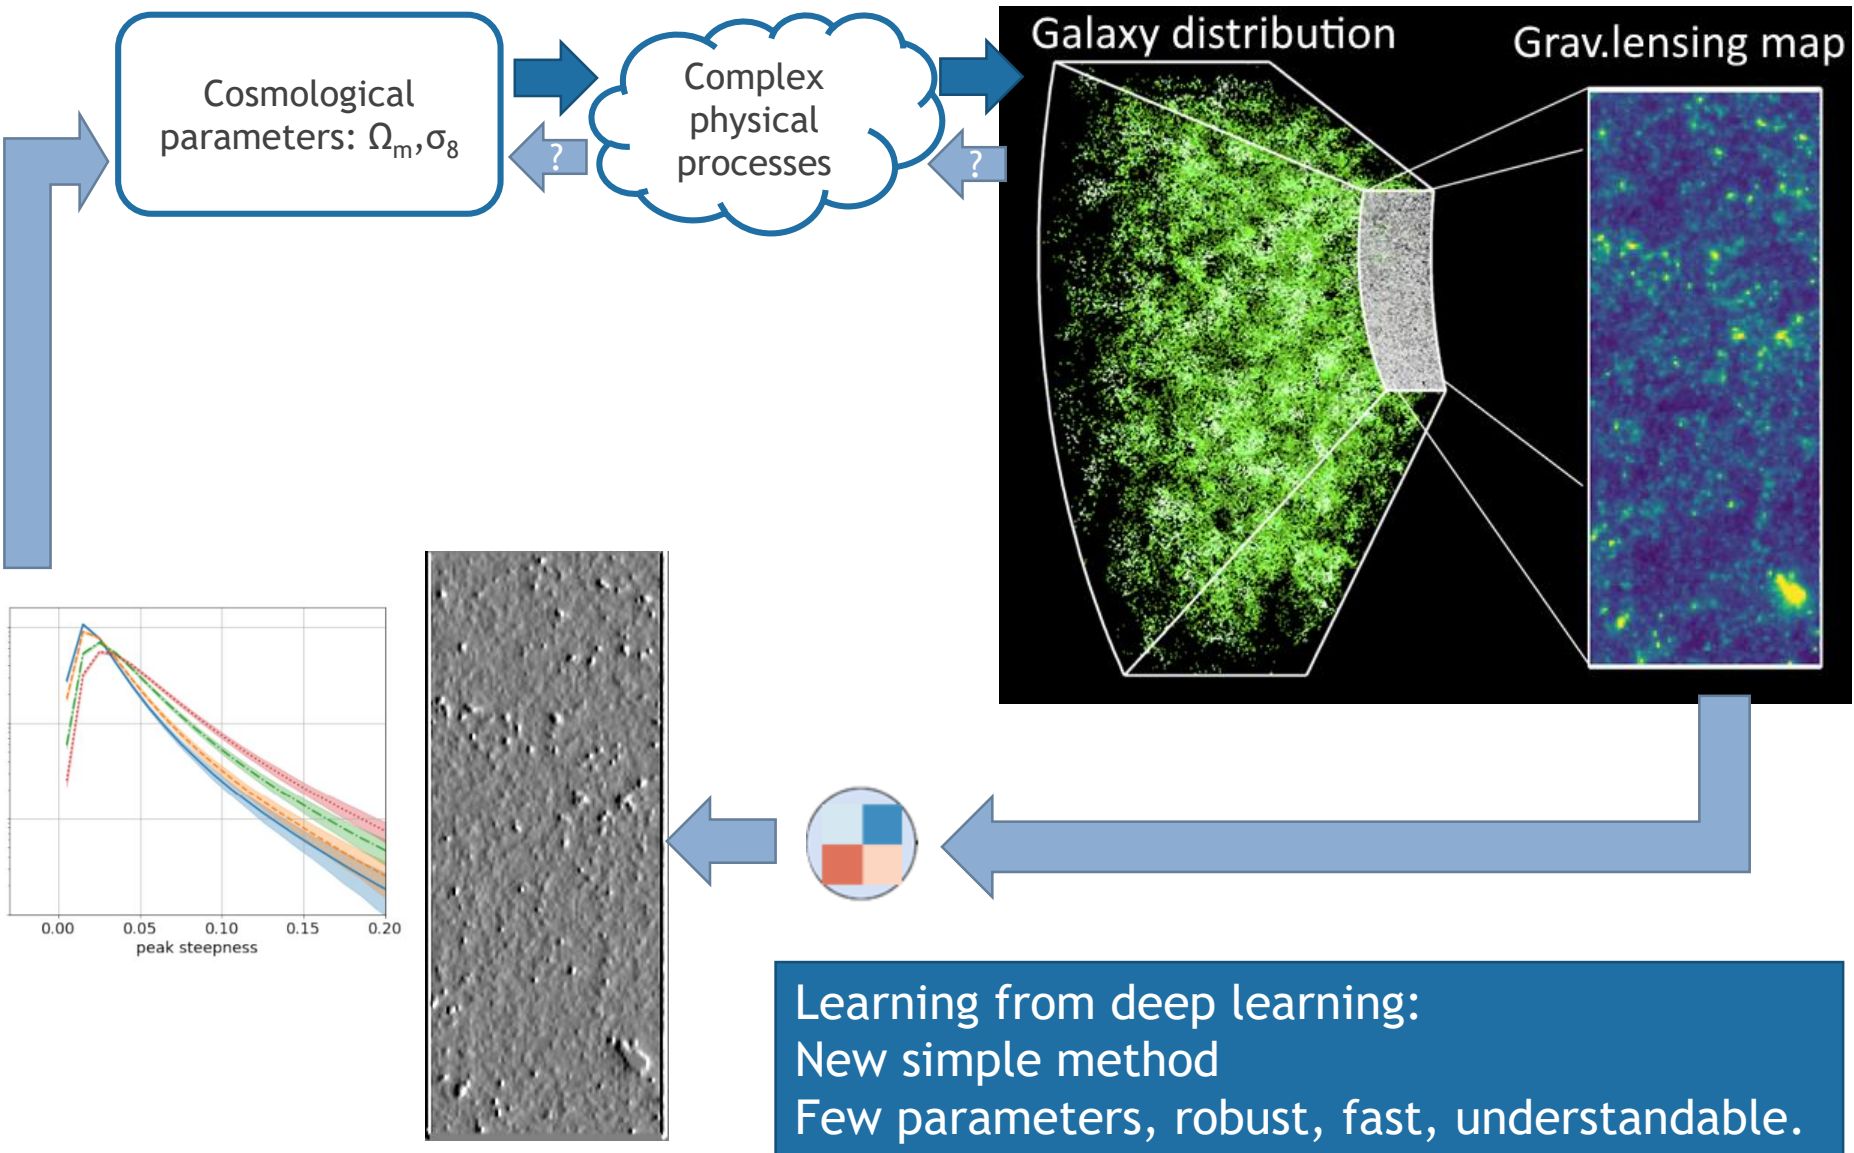 Cosmological
parameters: Ωₘ,σ₈
?
Complex
physical
processes
?
Galaxy distribution
Grav.lensing map
0.00 0.05 0.10 0.15 0.20
peak steepness
Learning from deep learning:
New simple method
Few parameters, robust, fast, understandable.